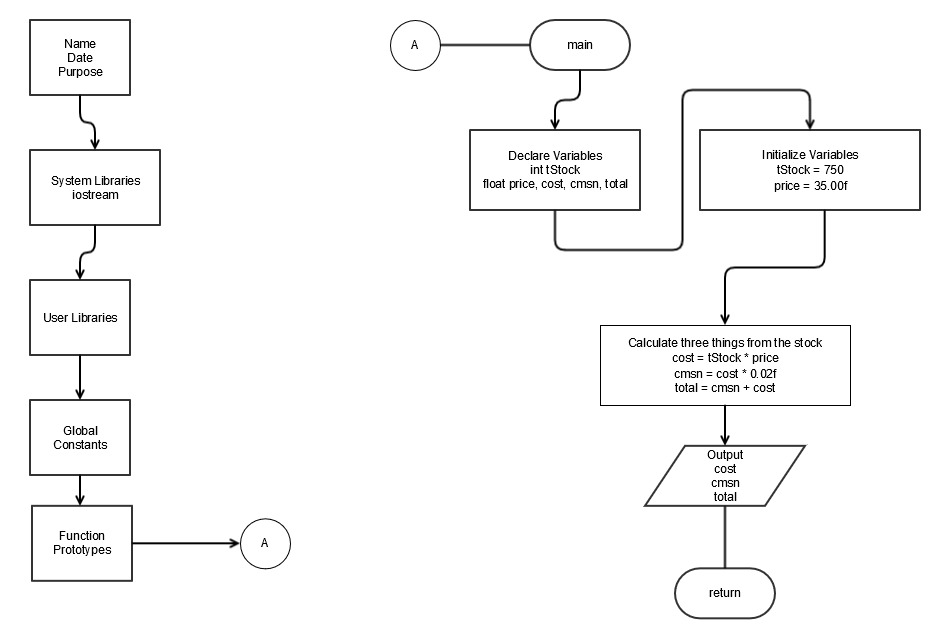 Name
Date
Purpose
System Libraries
iostream
User Libraries
Global
Constants
Function
Prototypes
A
A
main
Declare Variables
int tStock
float price, cost, cmsn, total
Initialize Variables
tStock = 750
price = 35.00f
Calculate three things from the stock
cost = tStock * price
cmsn = cost * 0.02f
total = cmsn + cost
Output
cost
cmsn
total
return